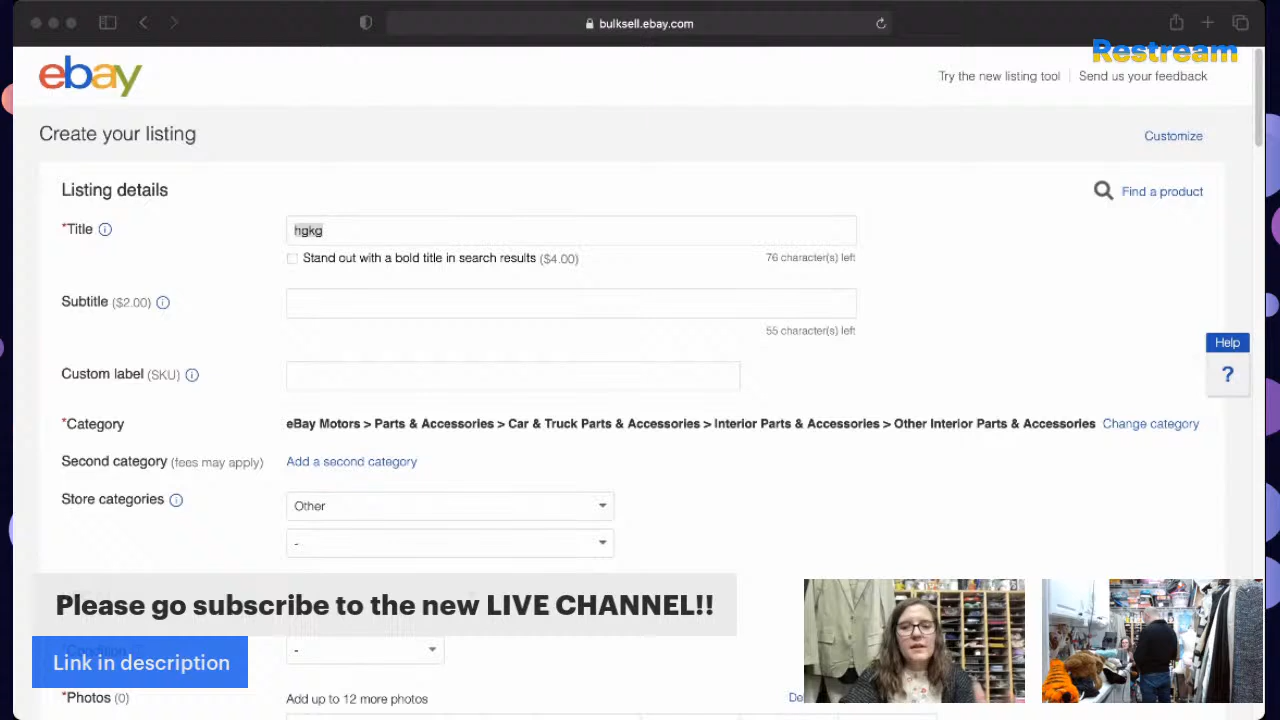 bulksell.ebay.com
Restream
ebay
Try the new listing tool
Send us your feedback
Create your listing
Customize
Listing details
Find a product
*Title
hgkg
Stand out with a bold title in search results ($4.00)
76 character(s) left
Subtitle ($2.00)
55 character(s) left
Help
?
Custom label (SKU)
*Category
eBay Motors > Parts & Accessories > Car & Truck Parts & Accessories > Interior Parts & Accessories > Other Interior Parts & Accessories
Change category
Second category (fees may apply)
Add a second category
Store categories
Other
-
Please go subscribe to the new LIVE CHANNEL!!
*Condition
-
Link in description
*Photos (0)
Add up to 12 more photos
De